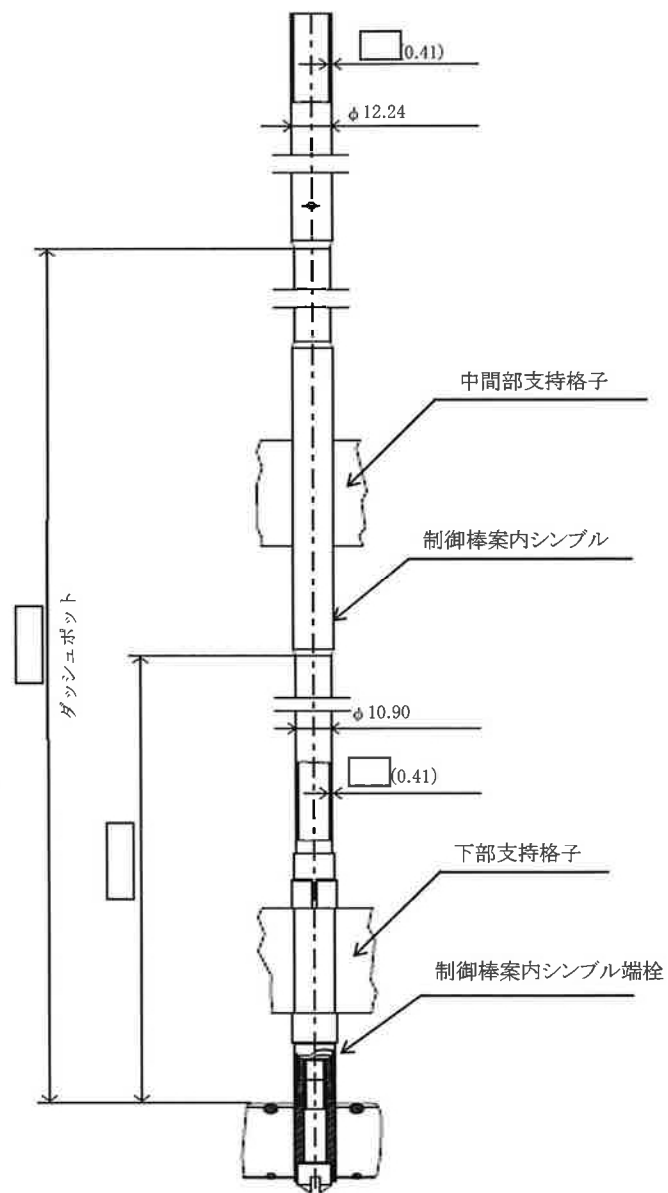 (0.41)
φ12.24
中間部支持格子
制御棒案内シンブル
ダッシュポット
φ10.90
(0.41)
下部支持格子
制御棒案内シンブル端栓